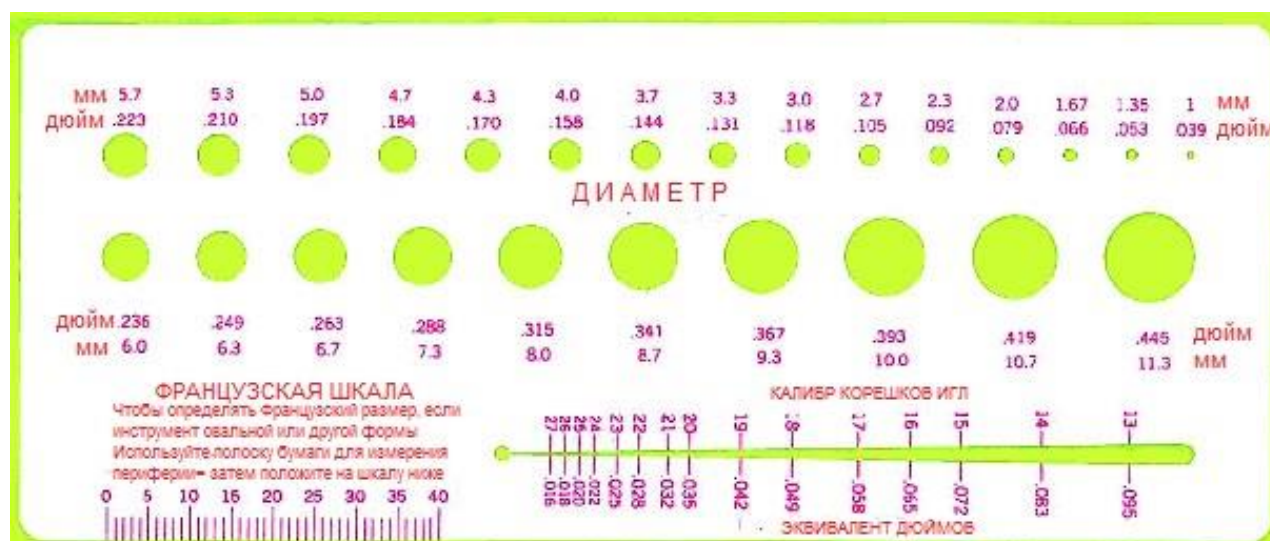 мм 5.7 5.3 5.0 4.7 4.3 4.0 3.7 3.3 3.0 2.7 2.3 2.0 1.67 1.35 1 мм
дюйм .223 .210 .197 .184 .170 .158 .144 .131 .118 .105 .092 .079 .066 .053 .039 дюйм
ДИАМЕТР
дюйм .236 .249 .263 .288 .315 .341 .367 .393 .419 .445 дюйм
мм 6.0 6.3 6.7 7.3 8.0 8.7 9.3 10.0 10.7 11.3 мм
ФРАНЦУЗСКАЯ ШКАЛА
Чтобы определять Французский размер, если
инструмент овальной или другой формы
Используйте полоску бумаги для измерения
периферии= затем положите на шкалу ниже
0 5 10 15 20 25 30 35 40
КАЛИБР КОРЕШКОВ ИГЛ
27 26 25 24 23 22 21 20 19 18 17 16 15 14 13
.016 .018 .020 .022 .025 .028 .032 .035 .042 .049 .058 .065 .072 .083 .095
ЭКВИВАЛЕНТ ДЮЙМОВ